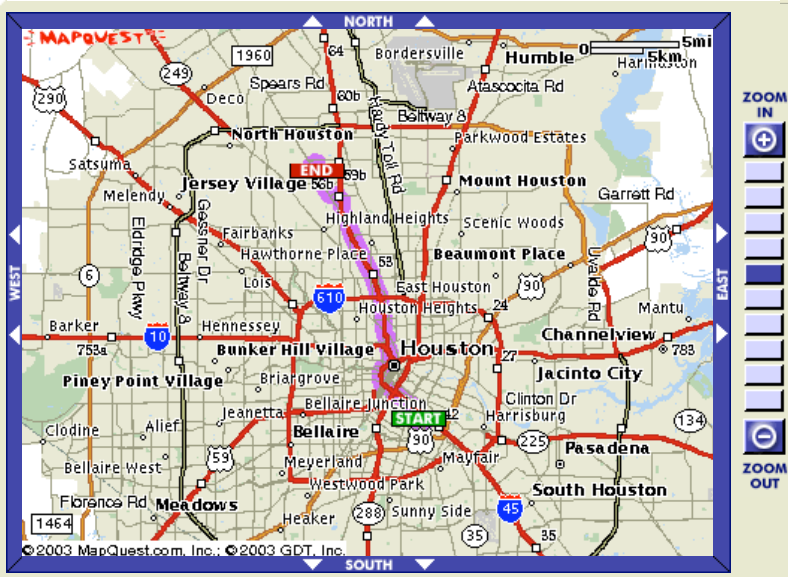 NORTH
MAPQUEST
64
Bordersville
Humble
0
5mi
5km
Harmaston
1960
249
290
Spears Rd
Deco
60b
Hardy Toll Rd
Atascocita Rd
Beltway 8
North Houston
Parkwood Estates
Satsuma
END
59b
Jersey Village
56b
Mount Houston
Melendy
Garrett Rd
Highland Heights
Scenic Woods
Eldridge Pkwy
Gessner Dr
Fairbanks
Hawthorne Place
Beaumont Place
90
Uvalde Rd
53
6
Beltway 8
Lois
East Houston
90
610
Houston Heights
24
Mantu
Barker
10
Hennessey
Channelview
753a
Bunker Hill Village
Houston
27
783
Piney Point Village
Briargrove
Jacinto City
Bellaire Junction
Clinton Dr
Jeanetta
START
42
Harrisburg
134
Clodine
Alief
Bellaire
90
225
59
Pasadena
Bellaire West
Meyerland
Mayfair
Westwood Park
South Houston
Florence Rd
Meadows
288
Sunny Side
45
1464
Heaker
35
35
©2003 MapQuest.com, Inc.; ©2003 GDT, Inc.
SOUTH
WEST
EAST
ZOOM
IN
ZOOM
OUT